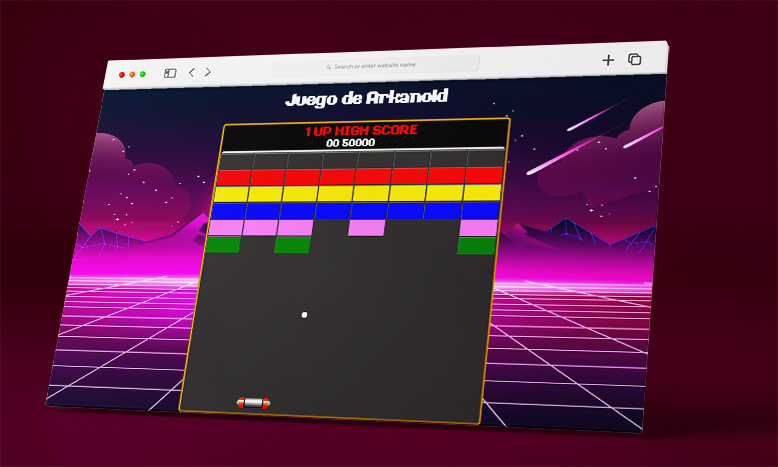 Search or enter website name
Juego de Arkanoid
1 UP HIGH SCORE
00 50000